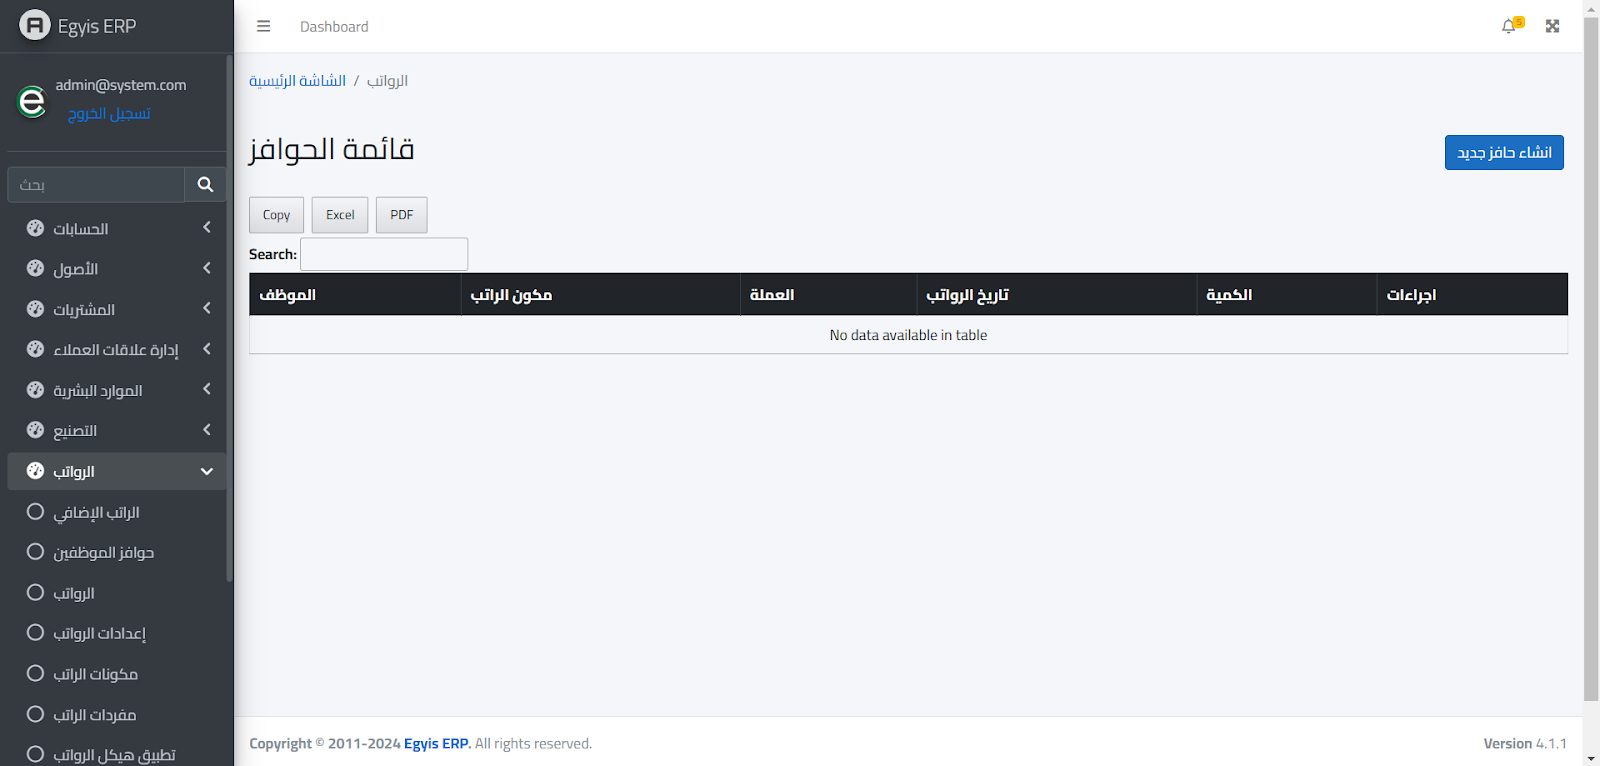 Egyis ERP
admin@system.com
تسجيل الخروج
بحث
الحسابات
الأصول
المشتريات
إدارة علاقات العملاء
الموارد البشرية
التصنيع
الرواتب
الراتب الإضافي
حوافز الموظفين
الرواتب
إعدادات الرواتب
مكونات الراتب
مفردات الراتب
تطبيق هيكل الرواتب
Dashboard
5
الشاشة الرئيسية / الرواتب
قائمة الحوافز
انشاء حافز جديد
Copy Excel PDF
Search:
الموظف مكون الراتب العملة تاريخ الرواتب الكمية اجراءات
No data available in table
Copyright © 2011-2024 Egyis ERP. All rights reserved.
Version 4.1.1